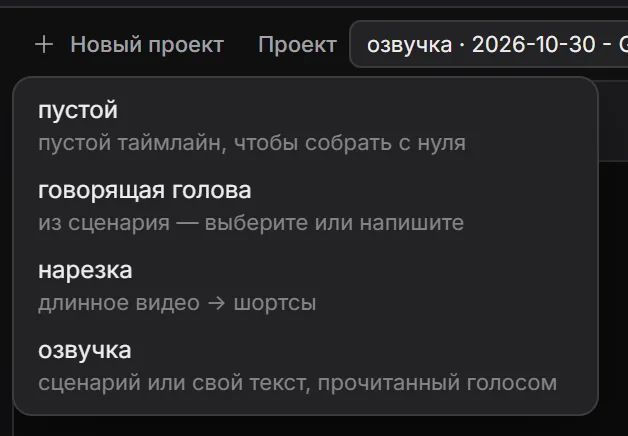 + Новый проект Проект озвучка · 2026-10-30 -
пустой
пустой таймлайн, чтобы собрать с нуля
говорящая голова
из сценария — выберите или напишите
нарезка
длинное видео → шортсы
озвучка
сценарий или свой текст, прочитанный голосом